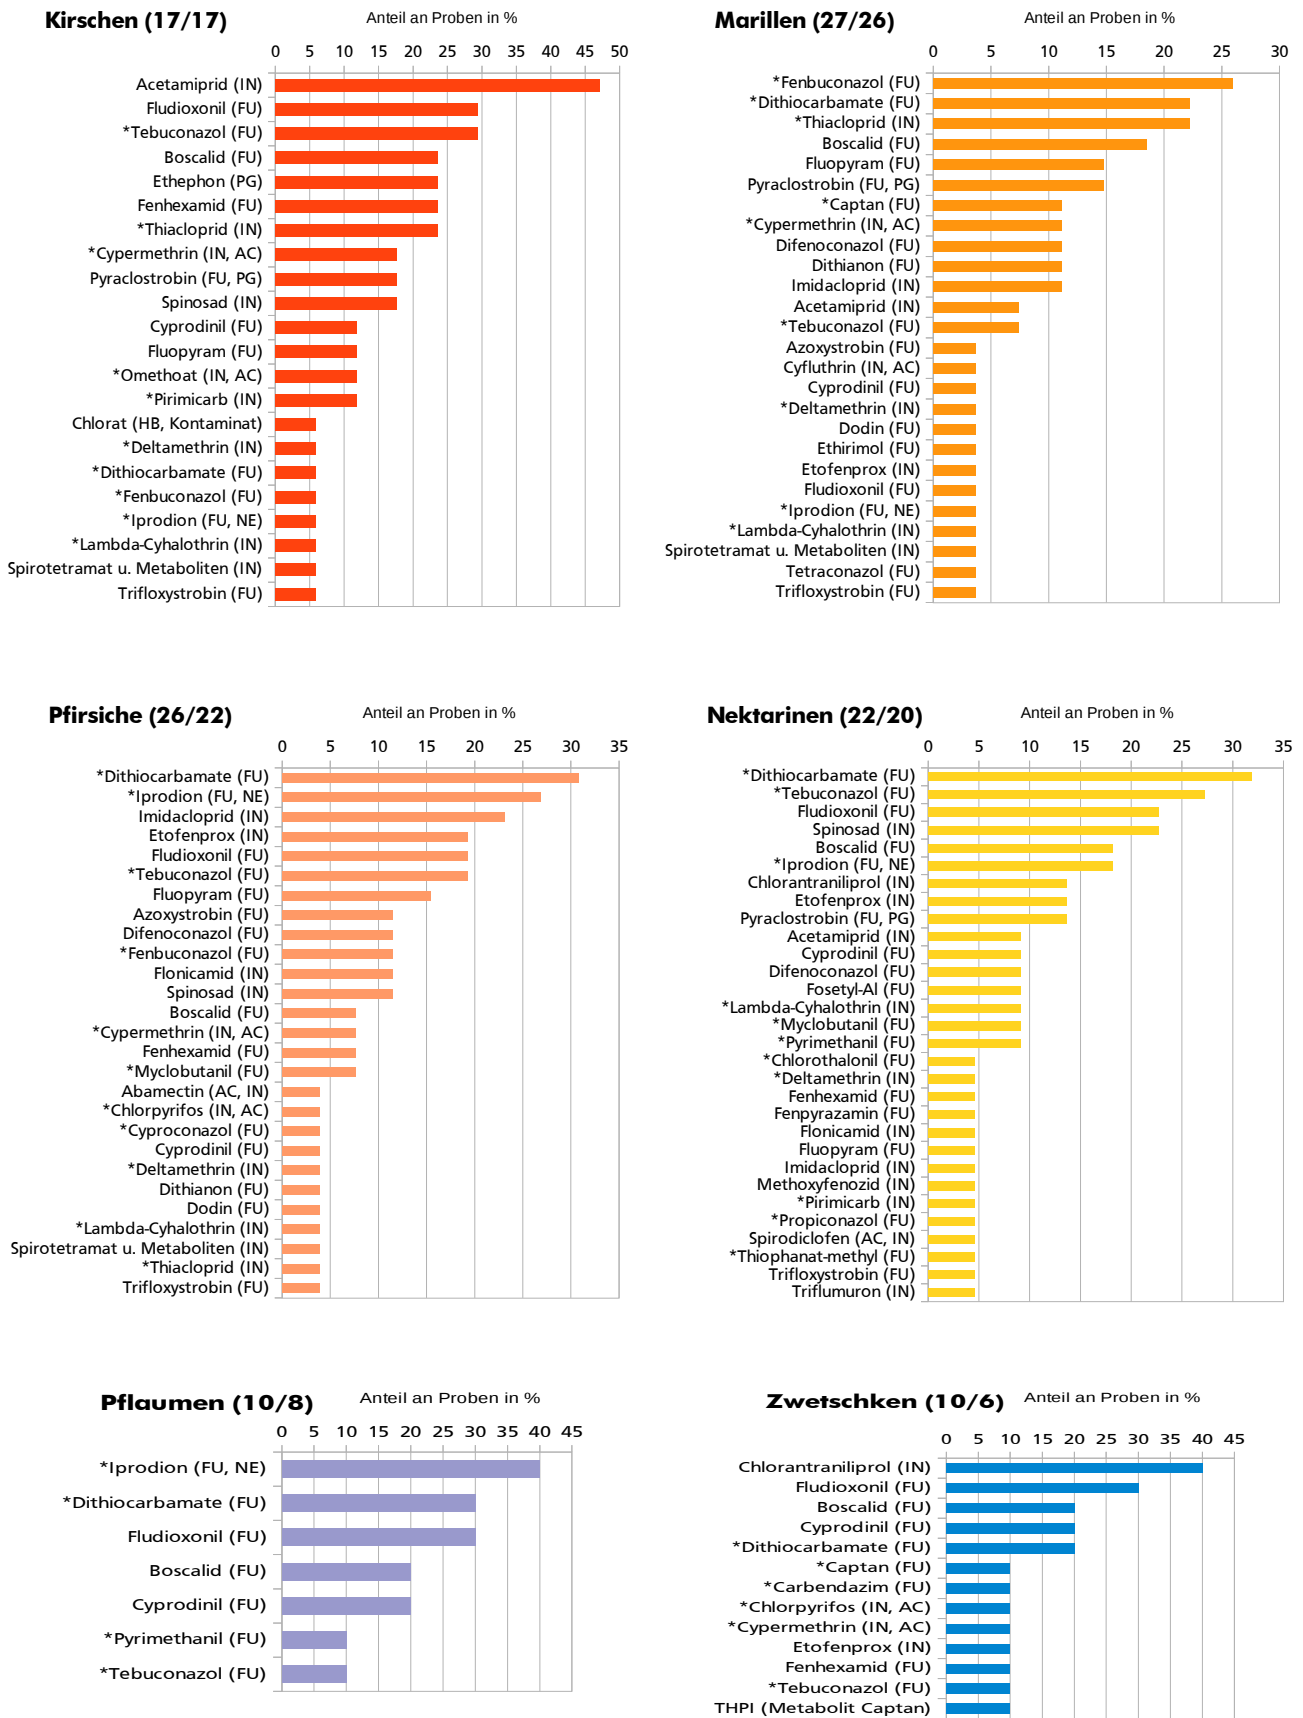 Kirschen (17/17)
Anteil an Proben in %
0 5 10 15 20 25 30 35 40 45 50
Acetamiprid (IN)
Fludioxonil (FU)
*Tebuconazol (FU)
Boscalid (FU)
Ethephon (PG)
Fenhexamid (FU)
*Thiacloprid (IN)
*Cypermethrin (IN, AC)
Pyraclostrobin (FU, PG)
Spinosad (IN)
Cyprodinil (FU)
Fluopyram (FU)
*Omethoat (IN, AC)
*Pirimicarb (IN)
Chlorat (HB, Kontaminat)
*Deltamethrin (IN)
*Dithiocarbamate (FU)
*Fenbuconazol (FU)
*Iprodion (FU, NE)
*Lambda-Cyhalothrin (IN)
Spirotetramat u. Metaboliten (IN)
Trifloxystrobin (FU)
Marillen (27/26)
Anteil an Proben in %
0 5 10 15 20 25 30
*Fenbuconazol (FU)
*Dithiocarbamate (FU)
*Thiacloprid (IN)
Boscalid (FU)
Fluopyram (FU)
Pyraclostrobin (FU, PG)
*Captan (FU)
*Cypermethrin (IN, AC)
Difenoconazol (FU)
Dithianon (FU)
Imidacloprid (IN)
Acetamiprid (IN)
*Tebuconazol (FU)
Azoxystrobin (FU)
Cyfluthrin (IN, AC)
Cyprodinil (FU)
*Deltamethrin (IN)
Dodin (FU)
Ethirimol (FU)
Etofenprox (IN)
Fludioxonil (FU)
*Iprodion (FU, NE)
*Lambda-Cyhalothrin (IN)
Spirotetramat u. Metaboliten (IN)
Tetraconazol (FU)
Trifloxystrobin (FU)
Pfirsiche (26/22)
Anteil an Proben in %
0 5 10 15 20 25 30 35
*Dithiocarbamate (FU)
*Iprodion (FU, NE)
Imidacloprid (IN)
Etofenprox (IN)
Fludioxonil (FU)
*Tebuconazol (FU)
Fluopyram (FU)
Azoxystrobin (FU)
Difenoconazol (FU)
*Fenbuconazol (FU)
Flonicamid (IN)
Spinosad (IN)
Boscalid (FU)
*Cypermethrin (IN, AC)
Fenhexamid (FU)
*Myclobutanil (FU)
Abamectin (AC, IN)
*Chlorpyrifos (IN, AC)
*Cyproconazol (FU)
Cyprodinil (FU)
*Deltamethrin (IN)
Dithianon (FU)
Dodin (FU)
*Lambda-Cyhalothrin (IN)
Spirotetramat u. Metaboliten (IN)
*Thiacloprid (IN)
Trifloxystrobin (FU)
Nektarinen (22/20)
Anteil an Proben in %
0 5 10 15 20 25 30 35
*Dithiocarbamate (FU)
*Tebuconazol (FU)
Fludioxonil (FU)
Spinosad (IN)
Boscalid (FU)
*Iprodion (FU, NE)
Chlorantraniliprol (IN)
Etofenprox (IN)
Pyraclostrobin (FU, PG)
Acetamiprid (IN)
Cyprodinil (FU)
Difenoconazol (FU)
Fosetyl-Al (FU)
*Lambda-Cyhalothrin (IN)
*Myclobutanil (FU)
*Pyrimethanil (FU)
*Chlorothalonil (FU)
*Deltamethrin (IN)
Fenhexamid (FU)
Fenpyrazamin (FU)
Flonicamid (IN)
Fluopyram (FU)
Imidacloprid (IN)
Methoxyfenozid (IN)
*Pirimicarb (IN)
*Propiconazol (FU)
Spirodiclofen (AC, IN)
*Thiophanat-methyl (FU)
Trifloxystrobin (FU)
Triflumuron (IN)
Pflaumen (10/8)
Anteil an Proben in %
0 5 10 15 20 25 30 35 40 45
*Iprodion (FU, NE)
*Dithiocarbamate (FU)
Fludioxonil (FU)
Boscalid (FU)
Cyprodinil (FU)
*Pyrimethanil (FU)
*Tebuconazol (FU)
Zwetschken (10/6)
Anteil an Proben in %
0 5 10 15 20 25 30 35 40 45
Chlorantraniliprol (IN)
Fludioxonil (FU)
Boscalid (FU)
Cyprodinil (FU)
*Dithiocarbamate (FU)
*Captan (FU)
*Carbendazim (FU)
*Chlorpyrifos (IN, AC)
*Cypermethrin (IN, AC)
Etofenprox (IN)
Fenhexamid (FU)
*Tebuconazol (FU)
THPI (Metabolit Captan)